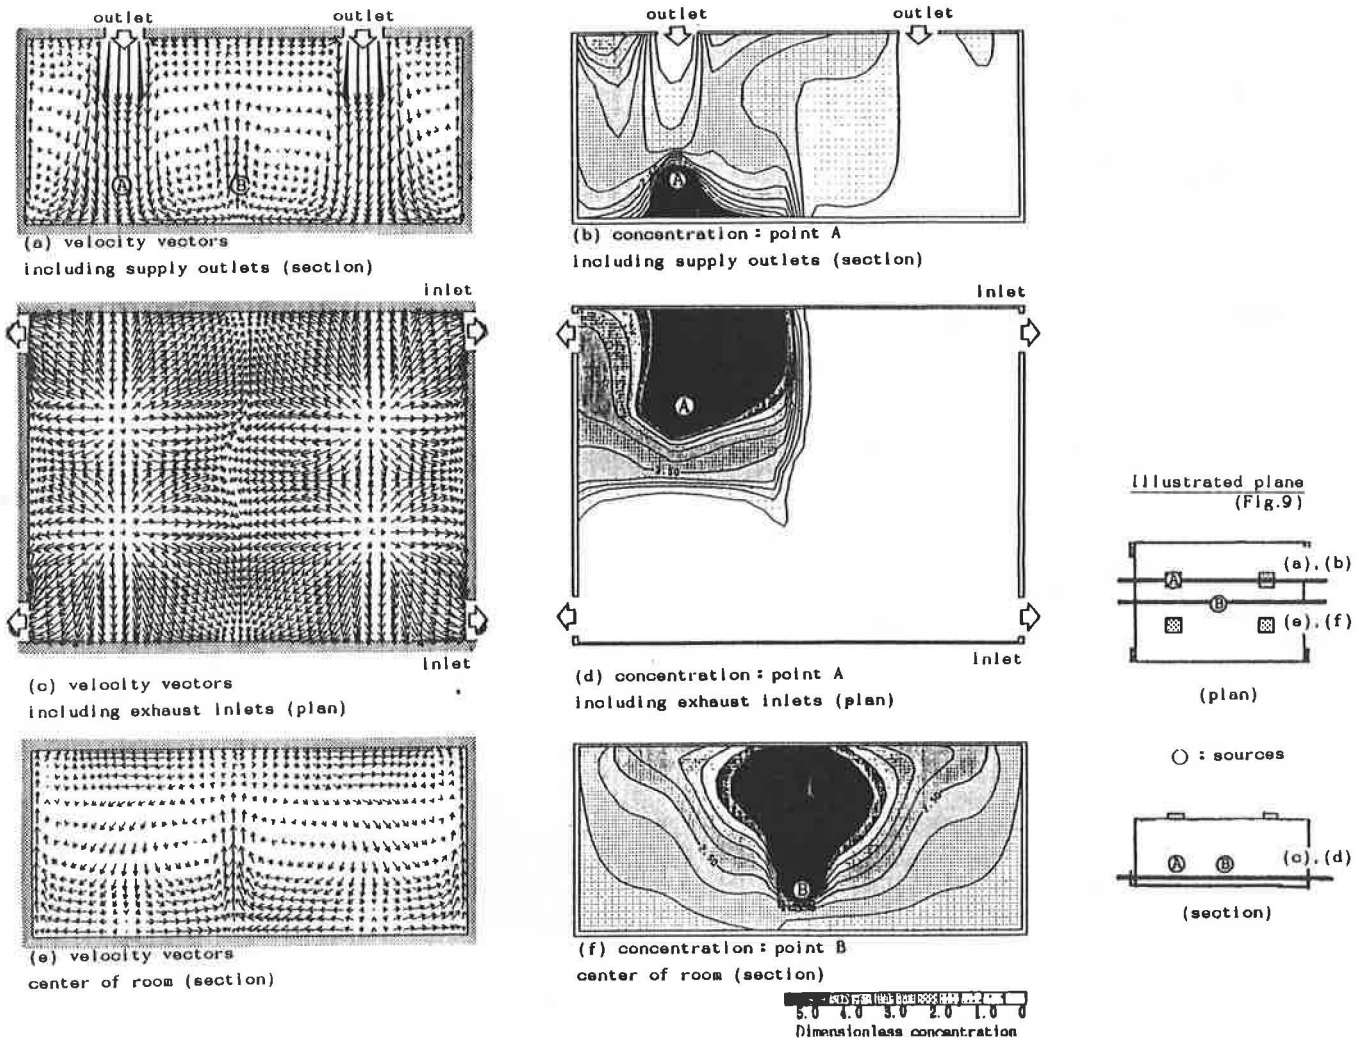 outlet
outlet
A
B
(a) velocity vectors
including supply outlets (section)
outlet
outlet
A
(b) concentration : point A
including supply outlets (section)
inlet
inlet
(c) velocity vectors
including exhaust inlets (plan)
inlet
A
2.50
inlet
(d) concentration : point A
including exhaust inlets (plan)
(e) velocity vectors
center of room (section)
B
(f) concentration : point B
center of room (section)
5.0 4.0 3.0 2.0 1.0 0
Dimensionless concentration
Illustrated plane
(Fig.9)
A
(a),(b)
B
(e),(f)
(plan)
: sources
A
B
(c),(d)
(section)